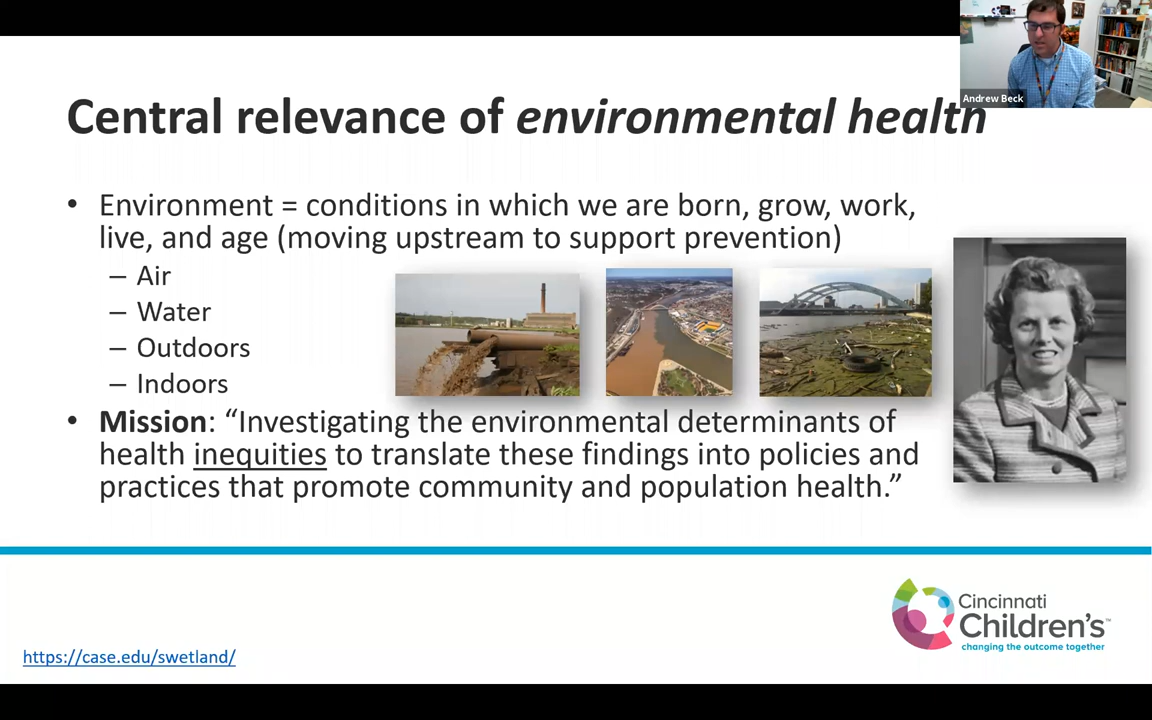 Andrew Beck
Central relevance of environmental health
• Environment = conditions in which we are born, grow, work,
live, and age (moving upstream to support prevention)
– Air
– Water
– Outdoors
– Indoors
• Mission: “Investigating the environmental determinants of
health inequities to translate these findings into policies and
practices that promote community and population health.”
Cincinnati
Children's™
changing the outcome together
https://case.edu/swetland/